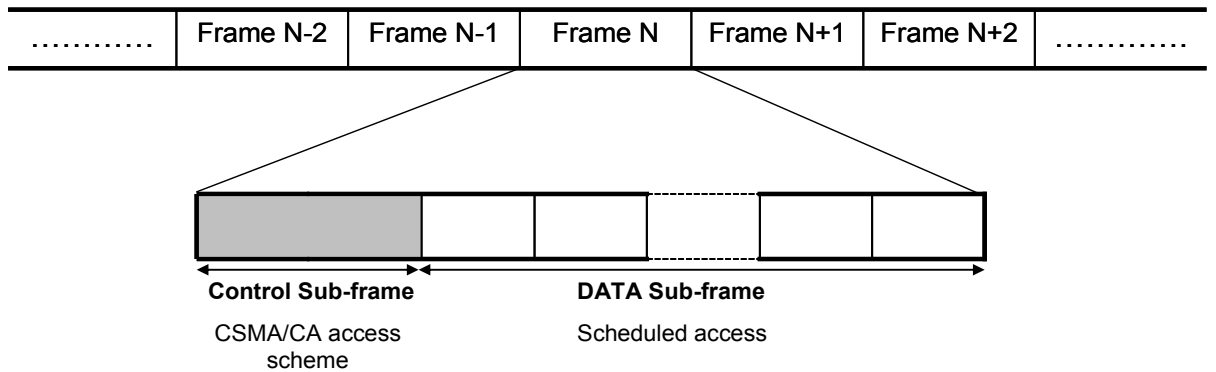 ............ Frame N-2 Frame N-1 Frame N Frame N+1 Frame N+2 .............
Control Sub-frame DATA Sub-frame
CSMA/CA access Scheduled access
scheme